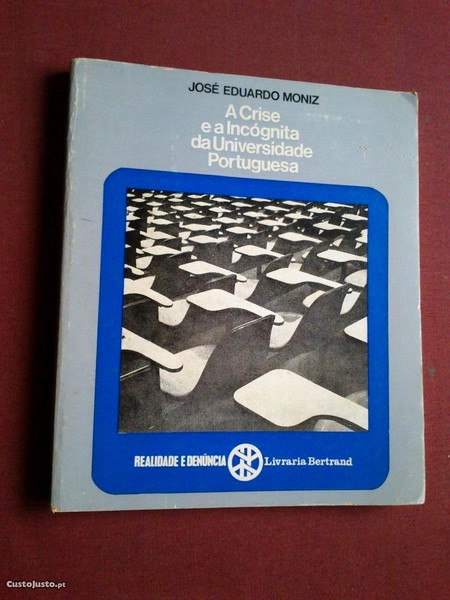 JOSÉ EDUARDO MONIZ
A Crise
e a Incógnita
da Universidade
Portuguesa
REALIDADE E DENÚNCIA Livraria Bertrand
CustoJusto.pt